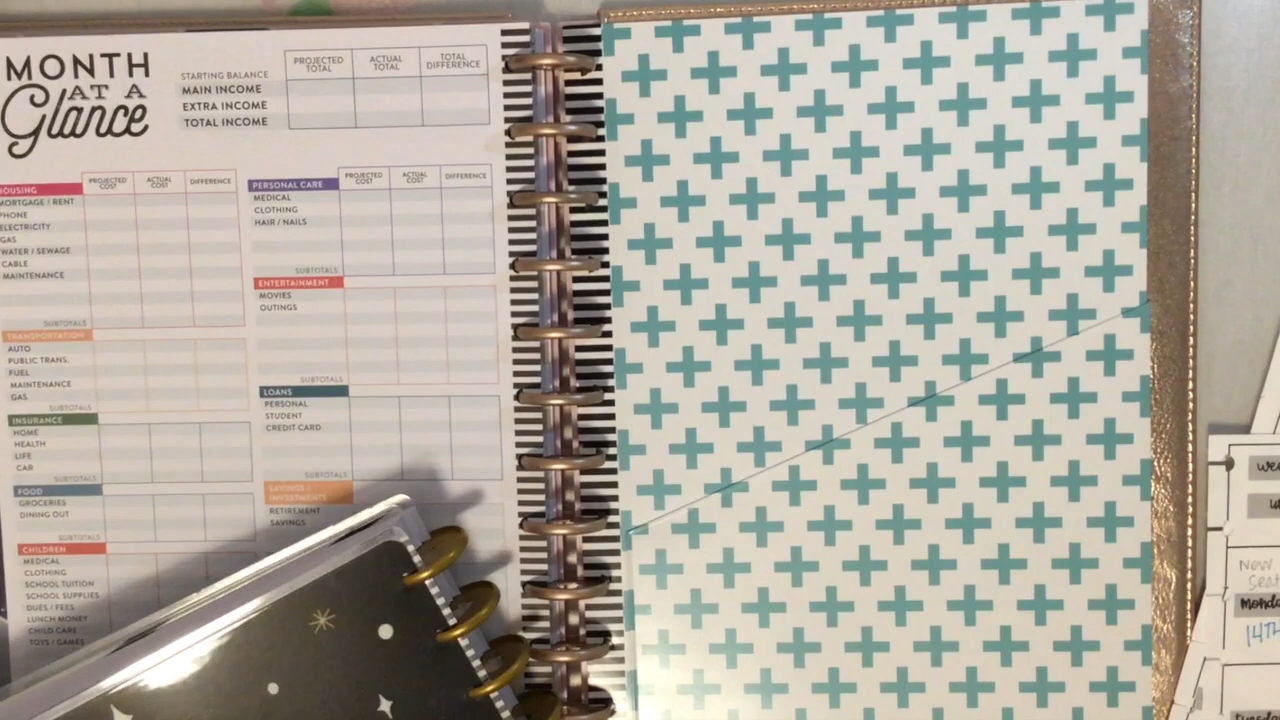 MONTH
AT A
Glance
PROJECTED TOTAL
ACTUAL TOTAL
TOTAL DIFFERENCE
STARTING BALANCE
MAIN INCOME
EXTRA INCOME
TOTAL INCOME
HOUSING
PROJECTED COST
ACTUAL COST
DIFFERENCE
MORTGAGE / RENT
PHONE
ELECTRICITY
GAS
WATER / SEWAGE
CABLE
MAINTENANCE
SUBTOTALS
TRANSPORTATION
AUTO
PUBLIC TRANS.
FUEL
MAINTENANCE
GAS
SUBTOTALS
INSURANCE
HOME
HEALTH
LIFE
CAR
SUBTOTALS
FOOD
GROCERIES
DINING OUT
SUBTOTALS
CHILDREN
MEDICAL
CLOTHING
SCHOOL TUITION
SCHOOL SUPPLIES
DUES / FEES
LUNCH MONEY
CHILD CARE
TOYS / GAMES
PERSONAL CARE
PROJECTED COST
ACTUAL COST
DIFFERENCE
MEDICAL
CLOTHING
HAIR / NAILS
SUBTOTALS
ENTERTAINMENT
MOVIES
OUTINGS
SUBTOTALS
LOANS
PERSONAL
STUDENT
CREDIT CARD
SUBTOTALS
SAVINGS / INVESTMENTS
RETIREMENT
SAVINGS
New
14TH